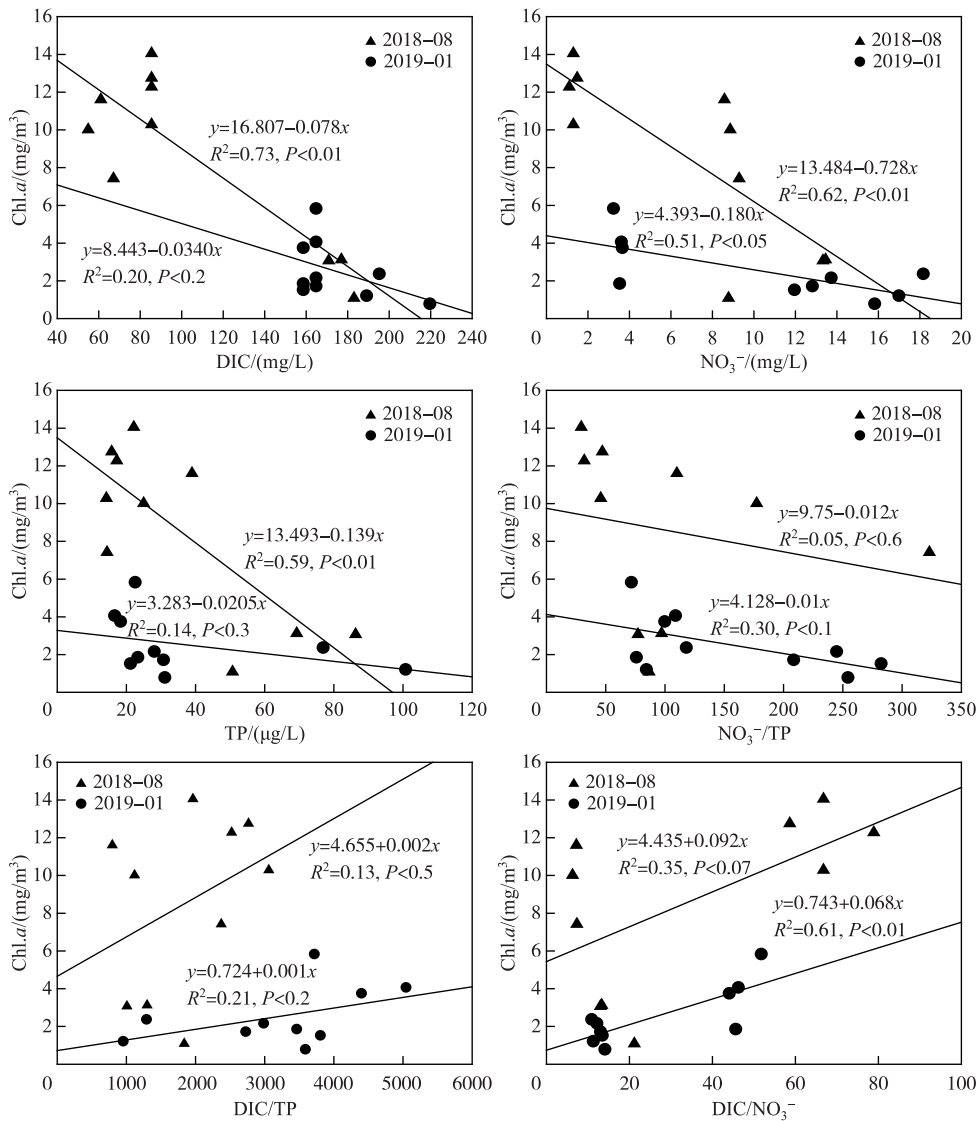 16
14
12
10
8
6
4
2
0
Chl.a/(mg/m³)
▲ 2018−08
● 2019−01
y=16.807−0.078x
R²=0.73, P<0.01
y=8.443−0.0340x
R²=0.20, P<0.2
40 60 80 100 120 140 160 180 200 220 240
DIC/(mg/L)
16
14
12
10
8
6
4
2
0
Chl.a/(mg/m³)
▲ 2018−08
● 2019−01
y=13.484−0.728x
R²=0.62, P<0.01
y=4.393−0.180x
R²=0.51, P<0.05
0 2 4 6 8 10 12 14 16 18 20
NO₃⁻/(mg/L)
16
14
12
10
8
6
4
2
Chl.a/(mg/m³)
▲ 2018−08
● 2019−01
y=13.493−0.139x
R²=0.59, P<0.01
y=3.283−0.0205x
R²=0.14, P<0.3
0 20 40 60 80 100 120
TP/(μg/L)
16
14
12
10
8
6
4
2
Chl.a/(mg/m³)
▲ 2018−08
● 2019−01
y=9.75−0.012x
R²=0.05, P<0.6
y=4.128−0.01x
R²=0.30, P<0.1
0 50 100 150 200 250 300 350
NO₃⁻/TP
16
14
12
10
8
6
4
2
Chl.a/(mg/m³)
▲ 2018−08
● 2019−01
y=4.655+0.002x
R²=0.13, P<0.5
y=0.724+0.001x
R²=0.21, P<0.2
0 1000 2000 3000 4000 5000 6000
DIC/TP
16
14
12
10
8
6
4
2
Chl.a/(mg/m³)
▲ 2018−08
● 2019−01
y=4.435+0.092x
R²=0.35, P<0.07
y=0.743+0.068x
R²=0.61, P<0.01
0 20 40 60 80 100
DIC/NO₃⁻